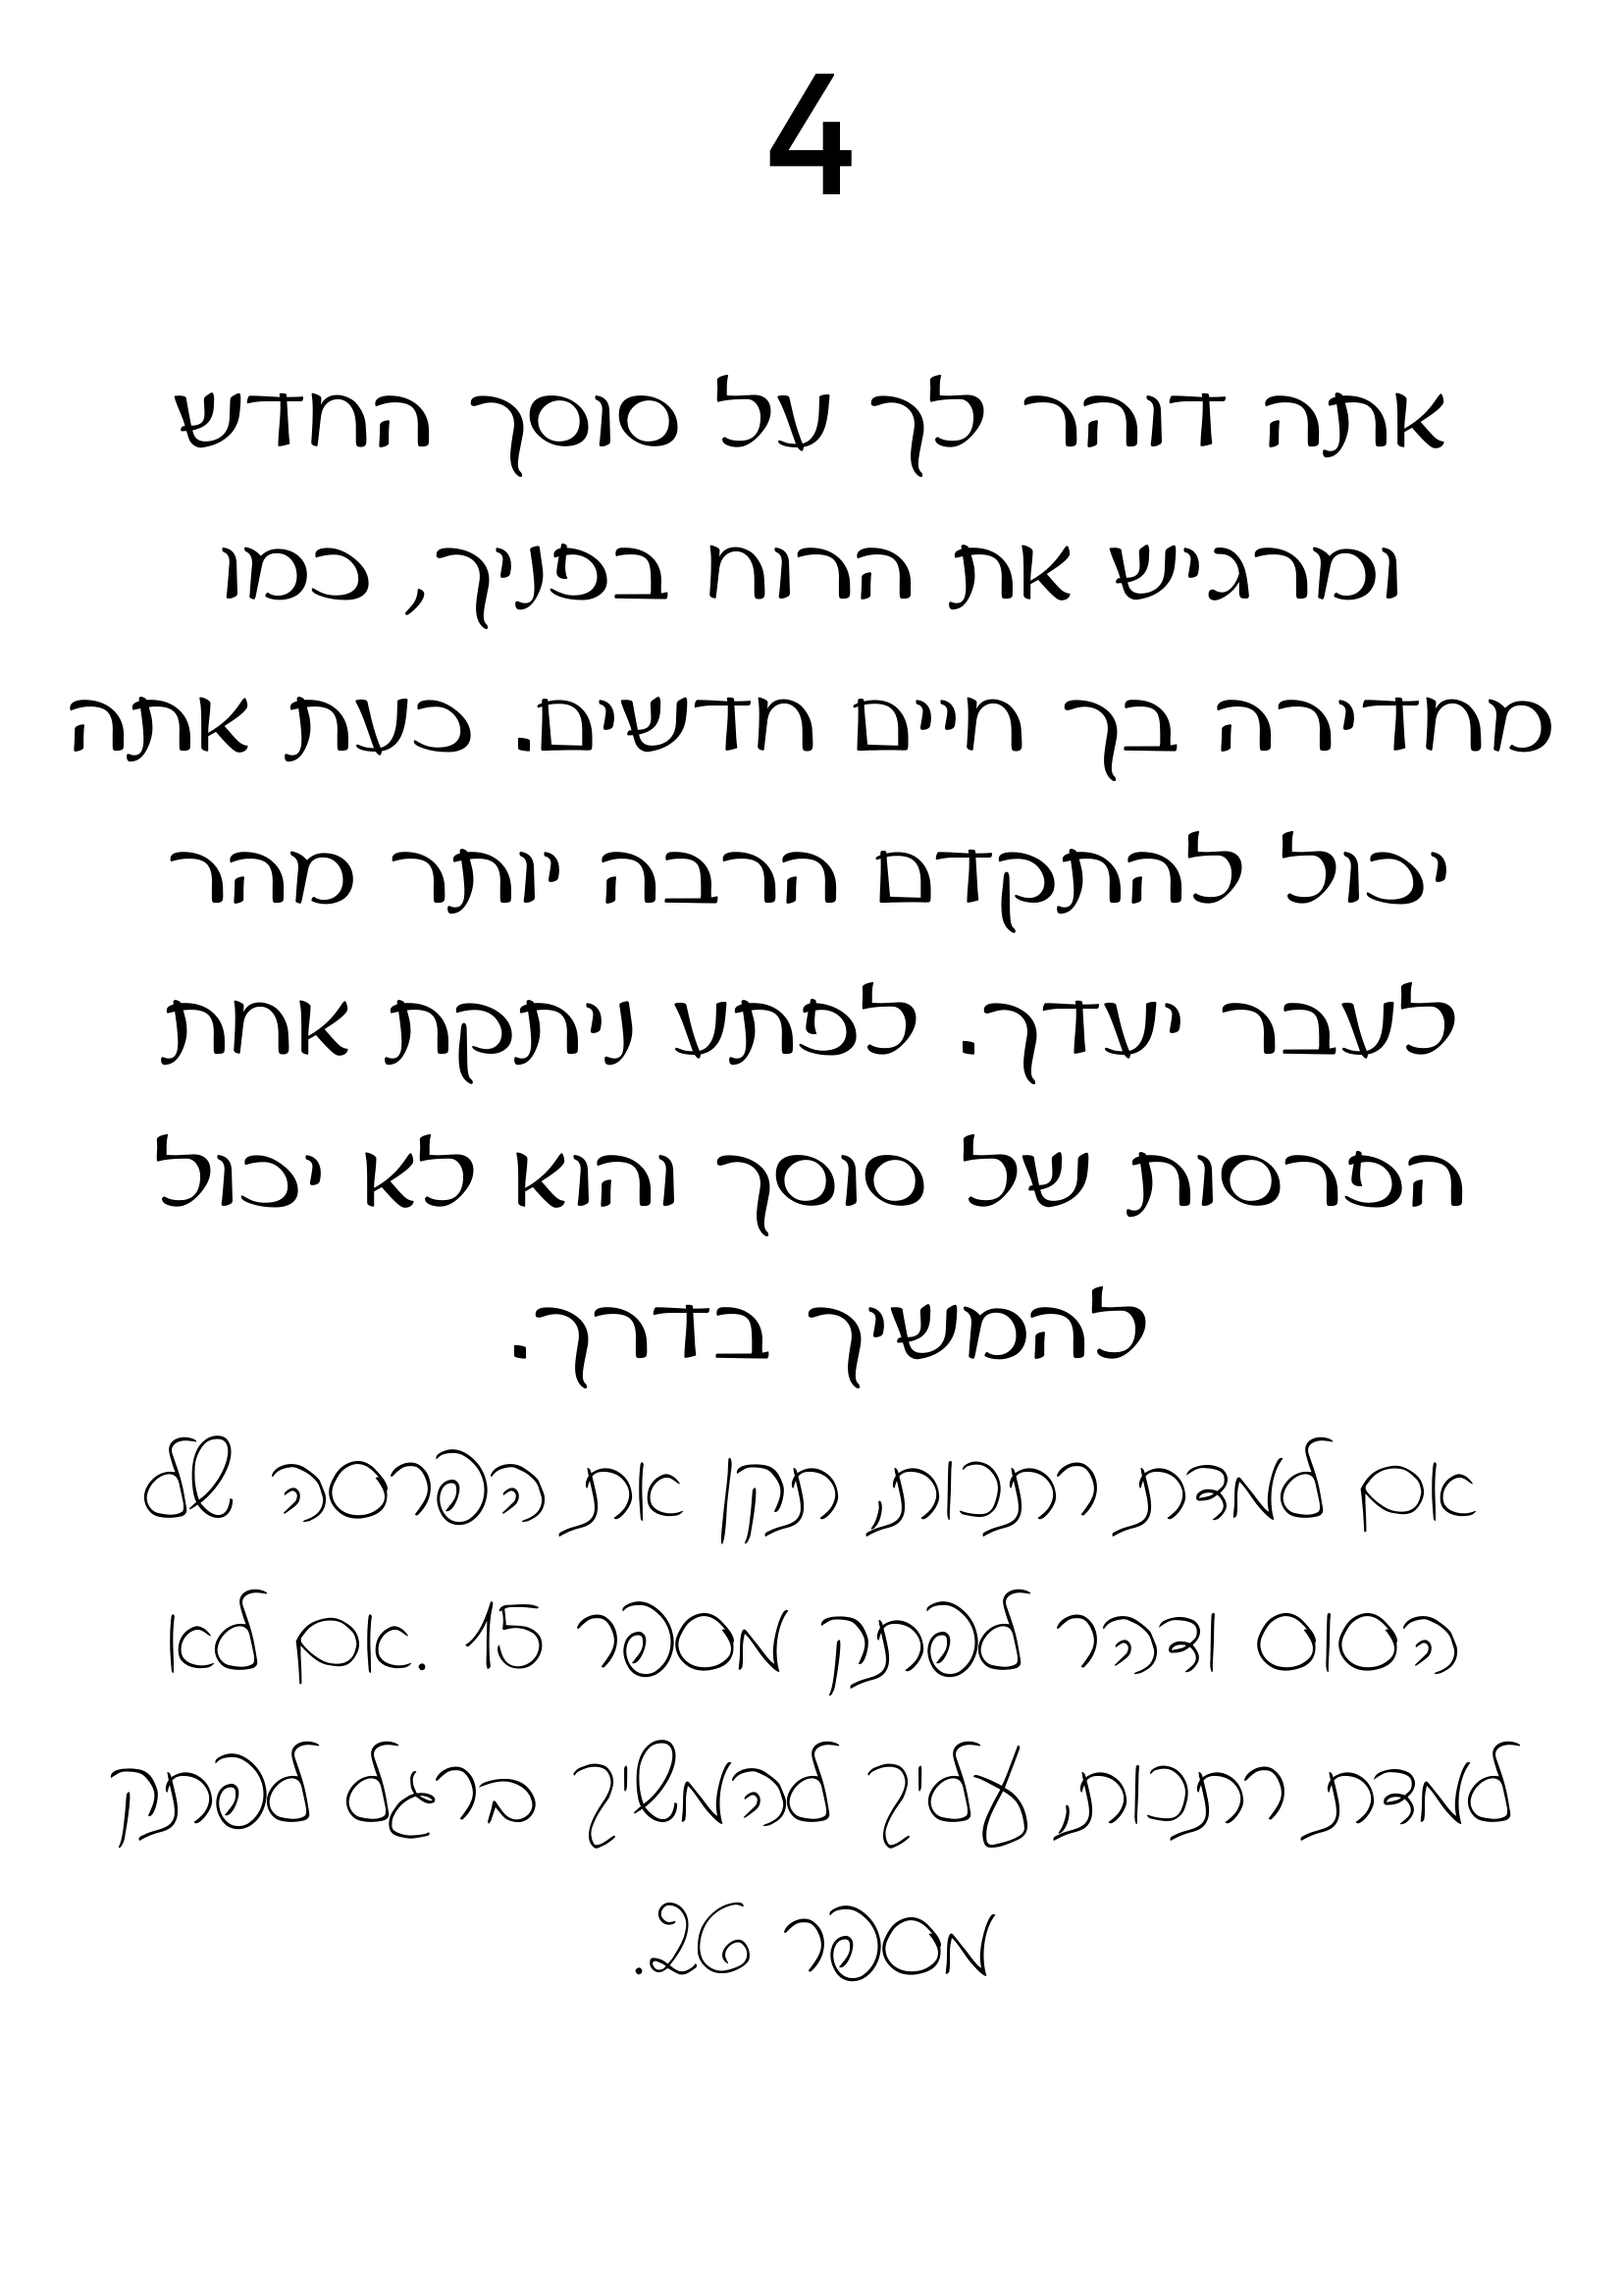 4
אתה דוהר לך על סוסך החדש
ומרגיש את הרוח בפניך, כמו
מחדירה בך חיים חדשים. כעת אתה
יכול להתקדם הרבה יותר מהר
לעבר יעדך. לפתע ניתקת אחת
הפרסות של סוסך והוא לא יכול
להמשיך בדרך.
אם למדת רתכות, תקן את הפרסה של
הסוס ודהר לפתק מספר 15 .אם לא
למדת רתכות, עליך להמשיך ברגל לפתק
מספר 26.